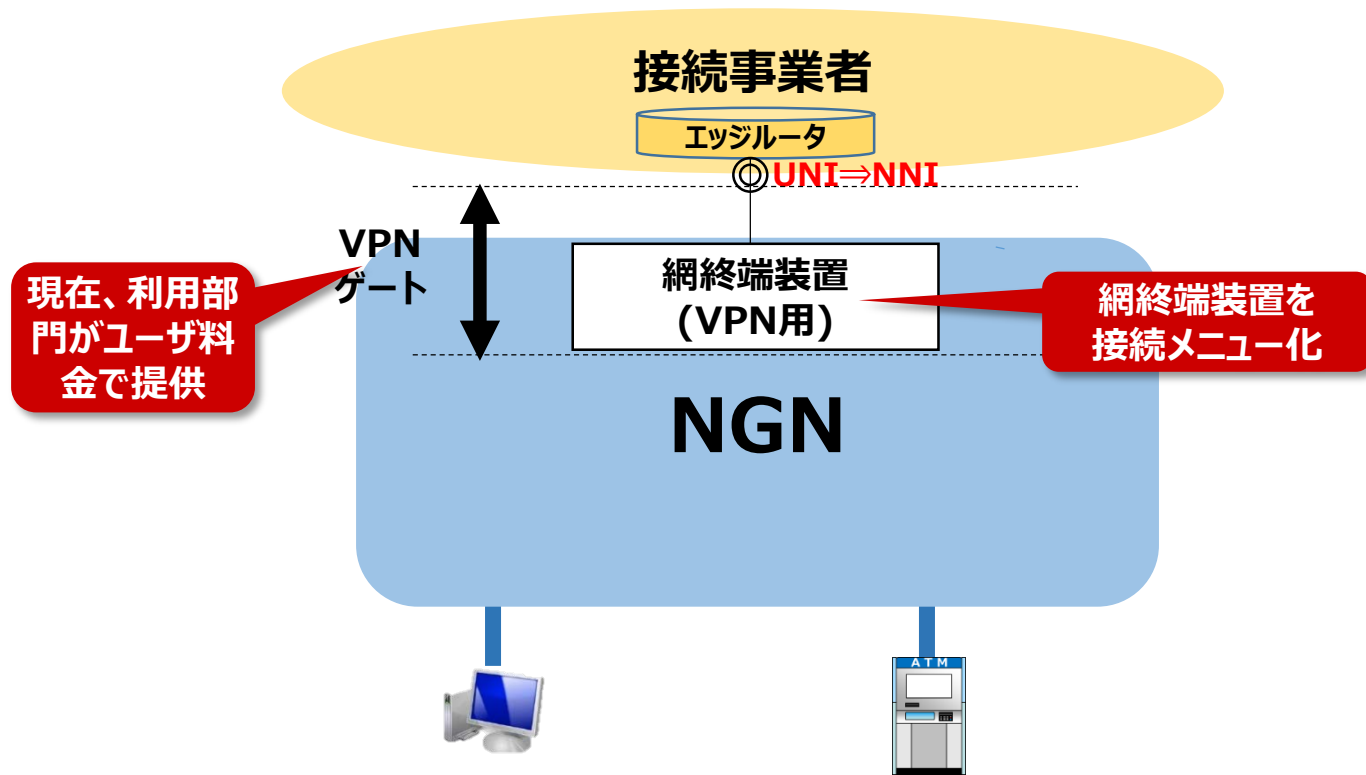 接続事業者
エッジルータ
UNI⇒NNI
VPN
ゲート
現在、利用部
門がユーザ料
金で提供
網終端装置
(VPN用)
網終端装置を
接続メニュー化
NGN
ATM